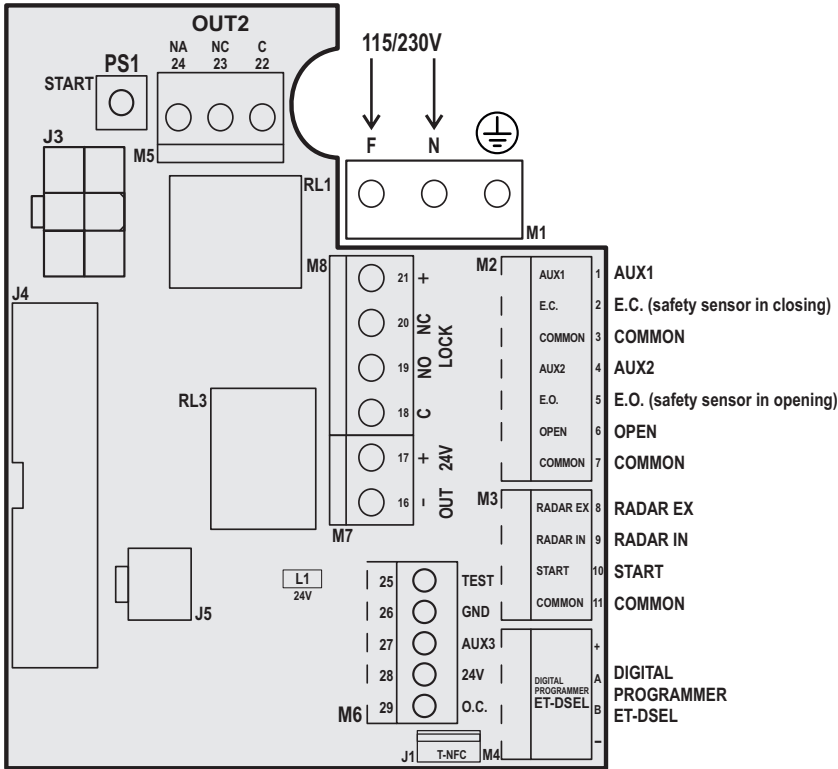 OUT2
NA NC C
24 23 22
PS1
START
M5
115/230V
F N
M1
J3
RL1
J4
M8
21 +
20 NC
19 NO
18 C
LOCK
17 +
16 -
OUT 24V
M7
RL3
J5
L1
24V
M2
AUX1 1 AUX1
E.C. 2 E.C. (safety sensor in closing)
COMMON 3 COMMON
AUX2 4 AUX2
E.O. 5 E.O. (safety sensor in opening)
OPEN 6 OPEN
COMMON 7 COMMON
M3
RADAR EX 8 RADAR EX
RADAR IN 9 RADAR IN
START 10 START
COMMON 11 COMMON
25 TEST
26 GND
27 AUX3
28 24V
29 O.C.
M6
J1 T-NFC M4
DIGITAL
PROGRAMMER
ET-DSEL
+
A
B
–
DIGITAL
PROGRAMMER
ET-DSEL